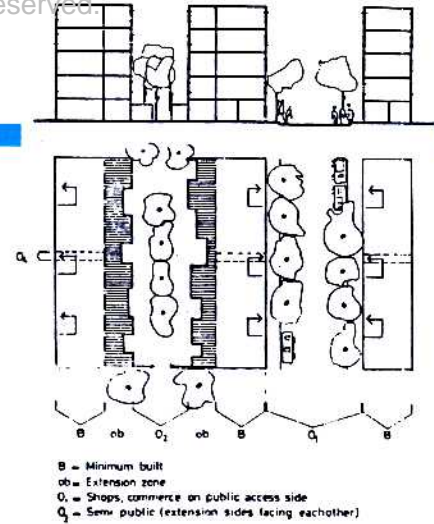 eserved.
O₁
B ob O₂ ob B O₁ B
B = Minimum built
ob = Extension zone
O₁ = Shops, commerce on public access side
O₂ = Semi public (extension sides facing eachother)